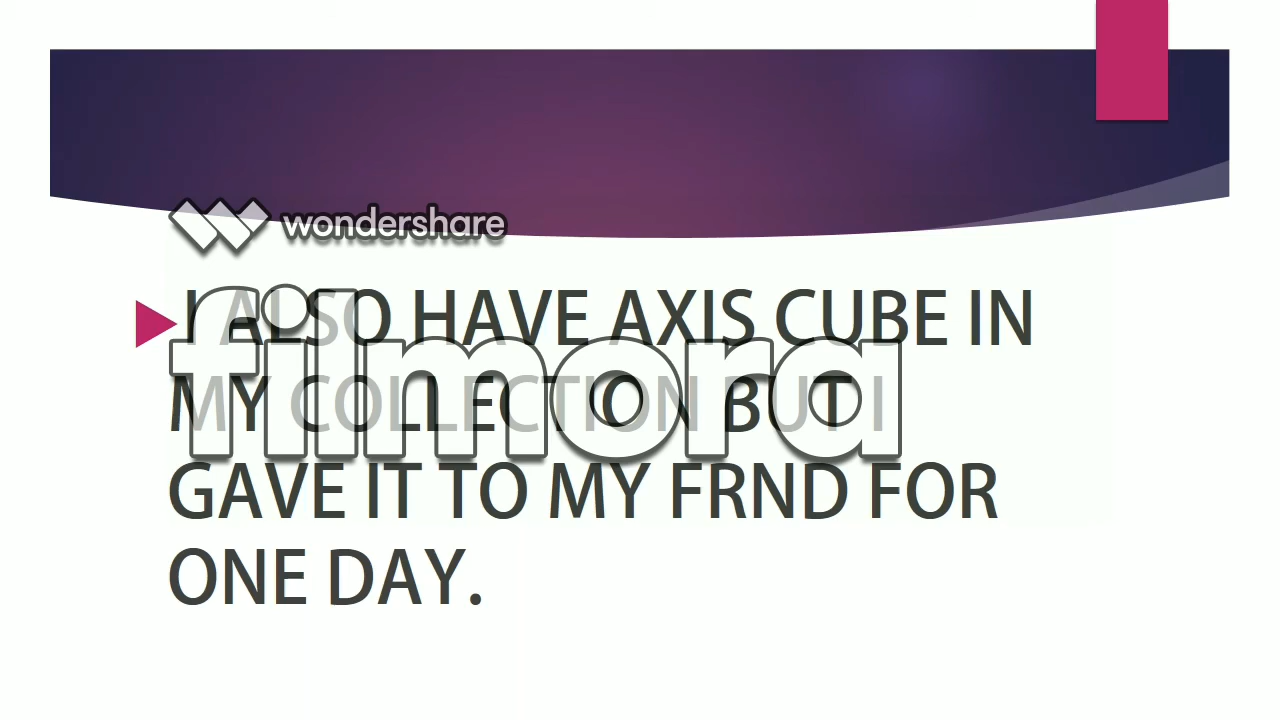 wondershare
filmora
I ALSO HAVE AXIS CUBE IN
MY COLLECTION BUT I
GAVE IT TO MY FRND FOR
ONE DAY.